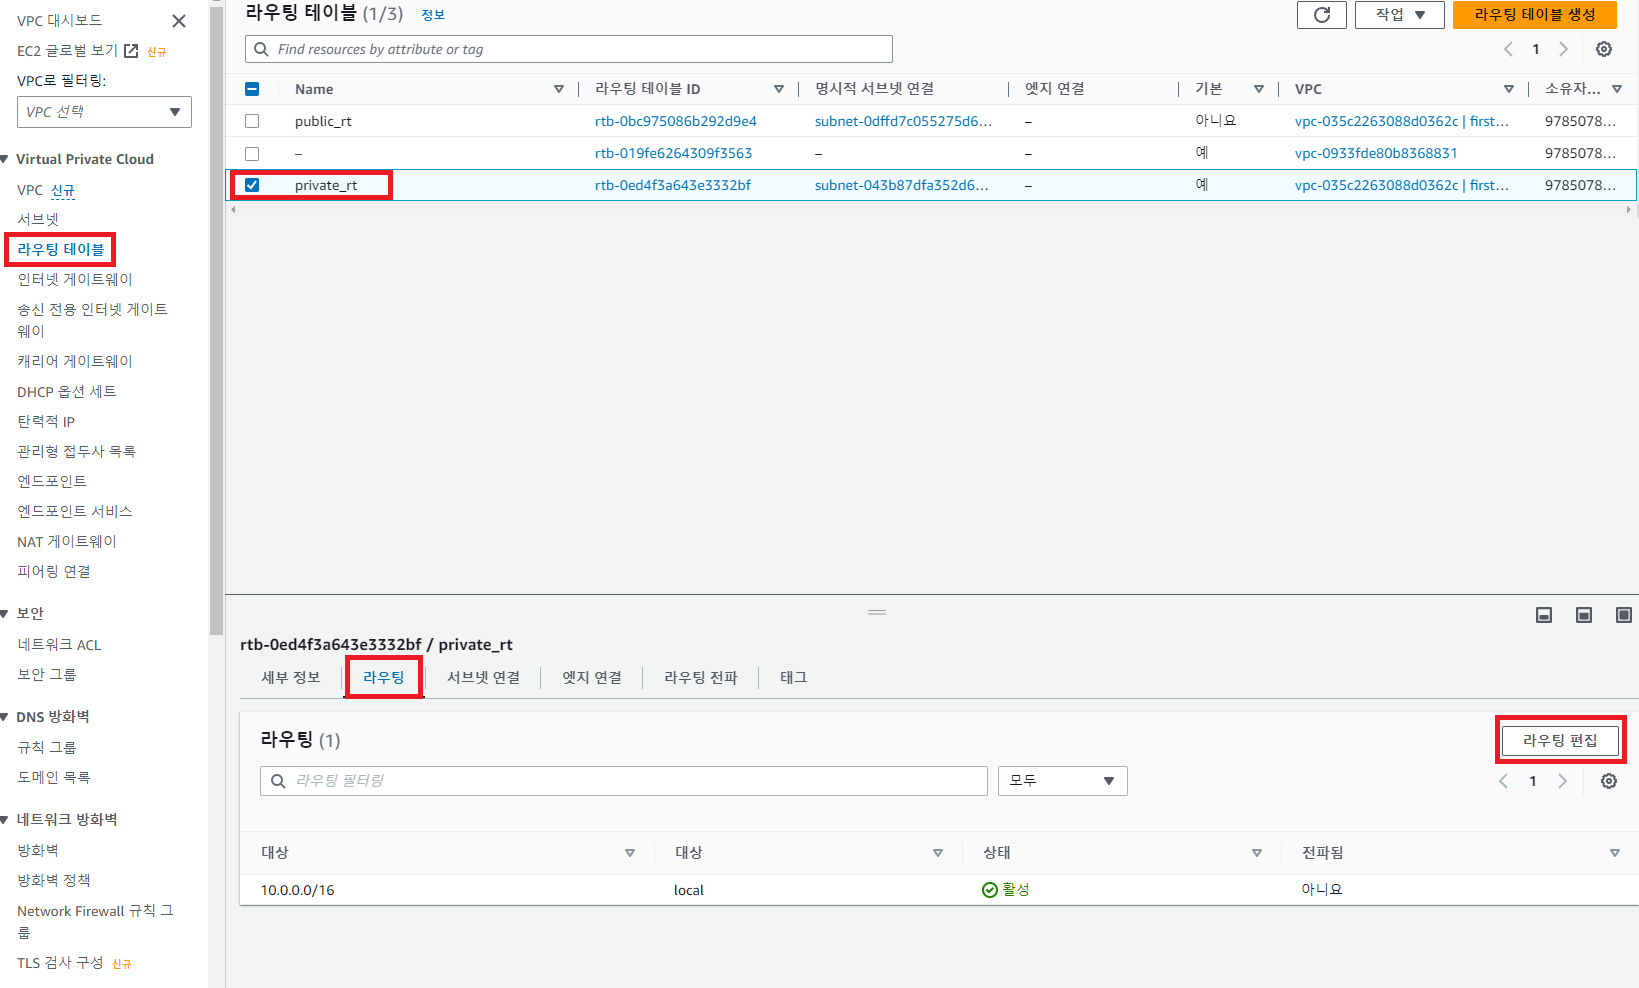 VPC 대시보드
EC2 글로벌 보기 신규
VPC로 필터링:
VPC 선택
Virtual Private Cloud
VPC 신규
서브넷
라우팅 테이블
인터넷 게이트웨이
송신 전용 인터넷 게이트
웨이
캐리어 게이트웨이
DHCP 옵션 세트
탄력적 IP
관리형 접두사 목록
엔드포인트
엔드포인트 서비스
NAT 게이트웨이
피어링 연결
보안
네트워크 ACL
보안 그룹
DNS 방화벽
규칙 그룹
도메인 목록
네트워크 방화벽
방화벽
방화벽 정책
Network Firewall 규칙 그
룹
TLS 검사 구성 신규
라우팅 테이블 (1/3) 정보
작업
라우팅 테이블 생성
Find resources by attribute or tag
1
Name 라우팅 테이블 ID 명시적 서브넷 연결 엣지 연결 기본 VPC 소유자...
public_rt rtb-0bc975086b292d9e4 subnet-0dffd7c055275d6... – 아니요 vpc-035c2263088d0362c | first... 9785078...
– rtb-019fe6264309f3563 – – 예 vpc-0933fde80b8368831 9785078...
private_rt rtb-0ed4f3a643e3332bf subnet-043b87dfa352d6... – 예 vpc-035c2263088d0362c | first... 9785078...
rtb-0ed4f3a643e3332bf / private_rt
세부 정보 라우팅 서브넷 연결 엣지 연결 라우팅 전파 태그
라우팅 (1)
라우팅 편집
라우팅 필터링
모두
1
대상 대상 상태 전파됨
10.0.0.0/16 local 활성 아니요